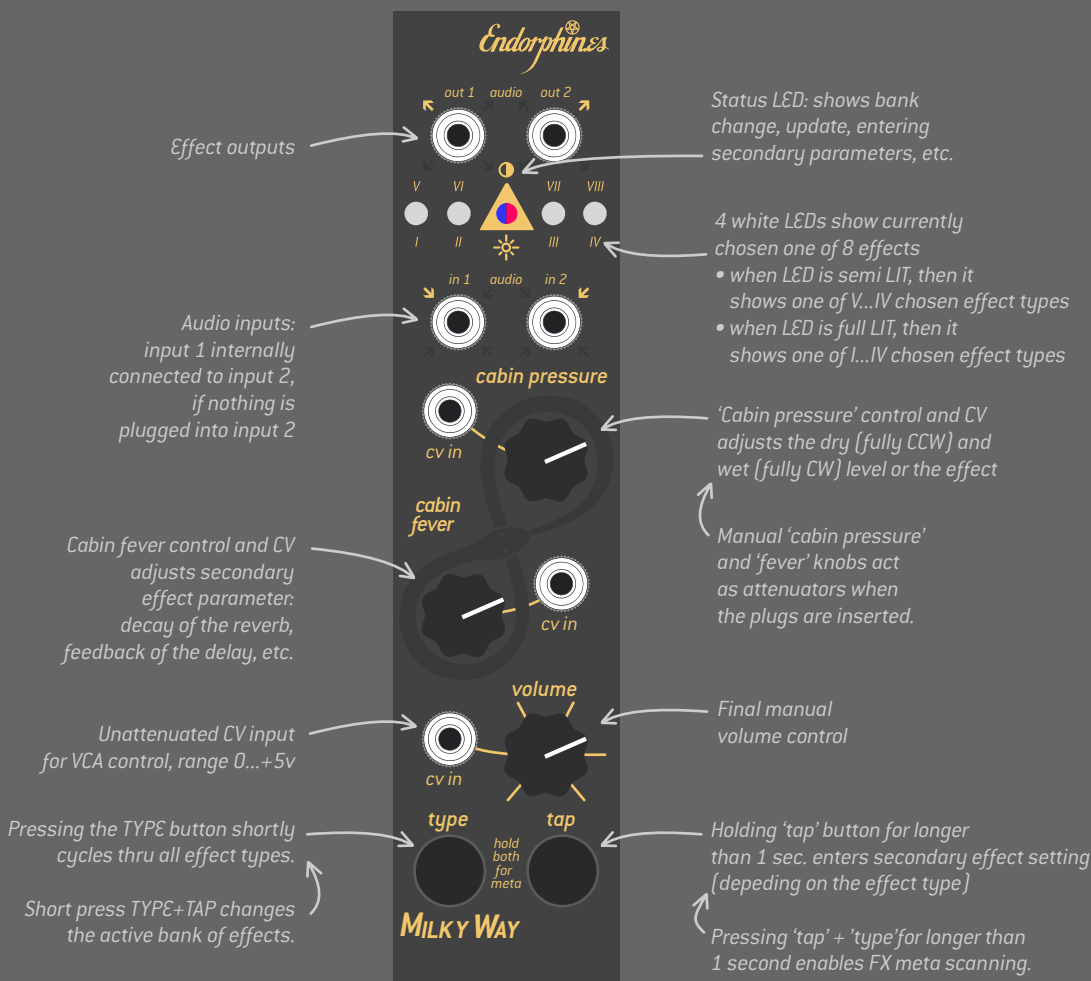 Endorphin.es
out 1 audio out 2
Effect outputs
Status LED: shows bank
change, update, entering
secondary parameters, etc.
V VI VII VIII
I II III IV
4 white LEDs show currently
chosen one of 8 effects
• when LED is semi LIT, then it
shows one of V...IV chosen effect types
• when LED is full LIT, then it
shows one of I...IV chosen effect types
in 1 audio in 2
Audio inputs:
input 1 internally
connected to input 2,
if nothing is
plugged into input 2
cabin pressure
cv in
'Cabin pressure' control and CV
adjusts the dry (fully CCW) and
wet (fully CW) level or the effect
Manual 'cabin pressure'
and 'fever' knobs act
as attenuators when
the plugs are inserted.
cabin
fever
Cabin fever control and CV
adjusts secondary
effect parameter:
decay of the reverb,
feedback of the delay, etc.
cv in
volume
Unattenuated CV input
for VCA control, range 0...+5v
cv in
Final manual
volume control
type
tap
hold
both
for
meta
Pressing the TYPE button shortly
cycles thru all effect types.
Short press TYPE+TAP changes
the active bank of effects.
Holding 'tap' button for longer
than 1 sec. enters secondary effect setting
(depeding on the effect type)
Pressing 'tap' + 'type'for longer than
1 second enables FX meta scanning.
MILKY WAY